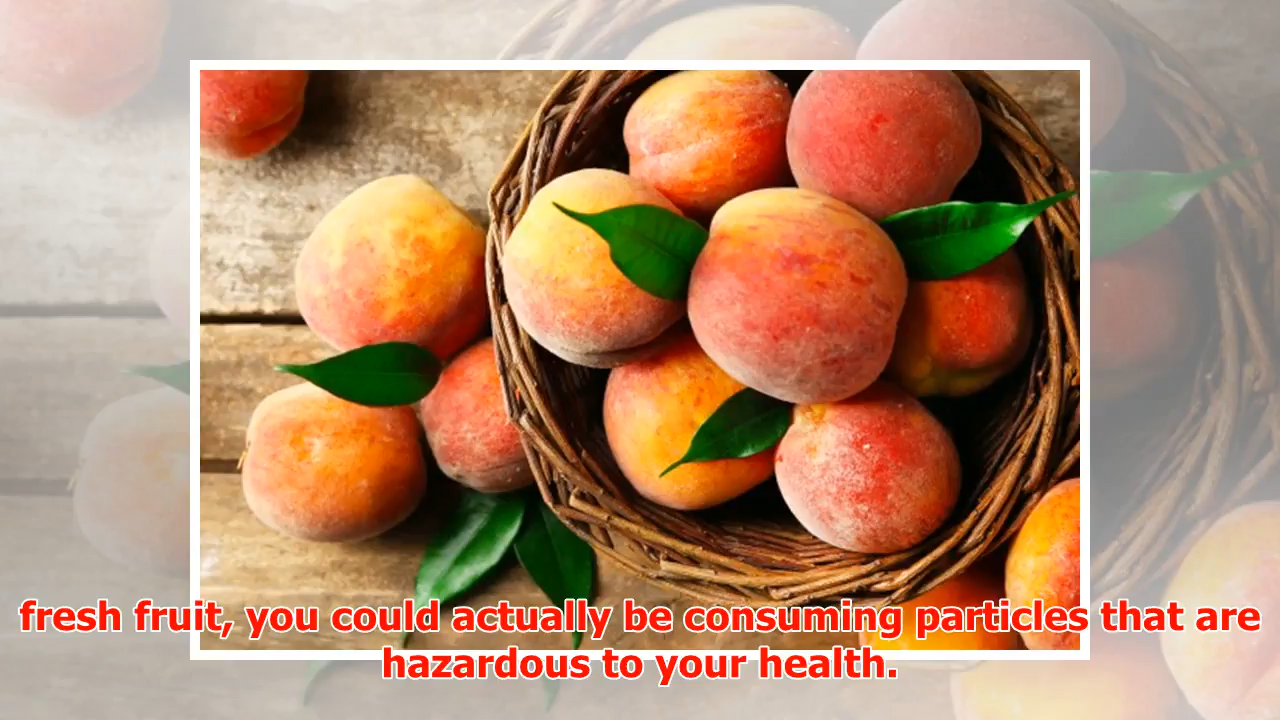 fresh fruit, you could actually be consuming particles that are
hazardous to your health.